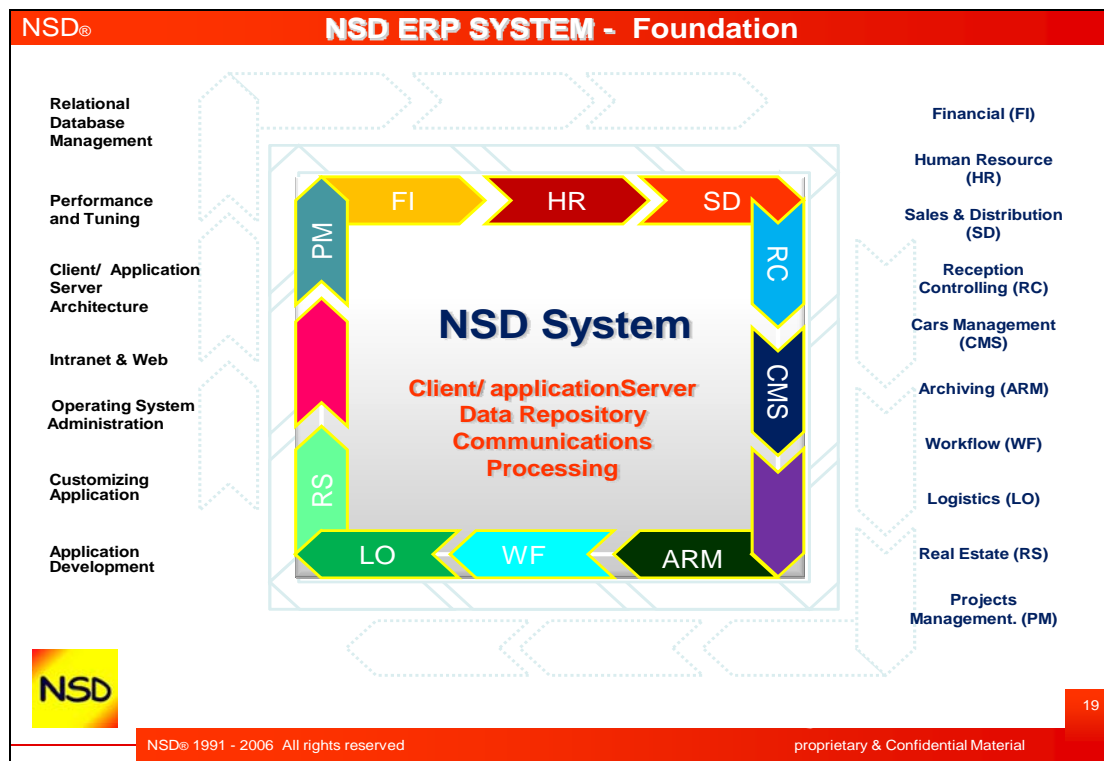 NSD®
NSD ERP SYSTEM - Foundation
Relational
Database
Management
Performance
and Tuning
Client/ Application
Server
Architecture
Intranet & Web
Operating System
Administration
Customizing
Application
Application
Development
FI
HR
SD
PM
RC
CMS
RS
LO
WF
ARM
NSD System
Client/ applicationServer
Data Repository
Communications
Processing
Financial (FI)
Human Resource
(HR)
Sales & Distribution
(SD)
Reception
Controlling (RC)
Cars Management
(CMS)
Archiving (ARM)
Workflow (WF)
Logistics (LO)
Real Estate (RS)
Projects
Management. (PM)
NSD
19
NSD® 1991 - 2006 All rights reserved
proprietary & Confidential Material